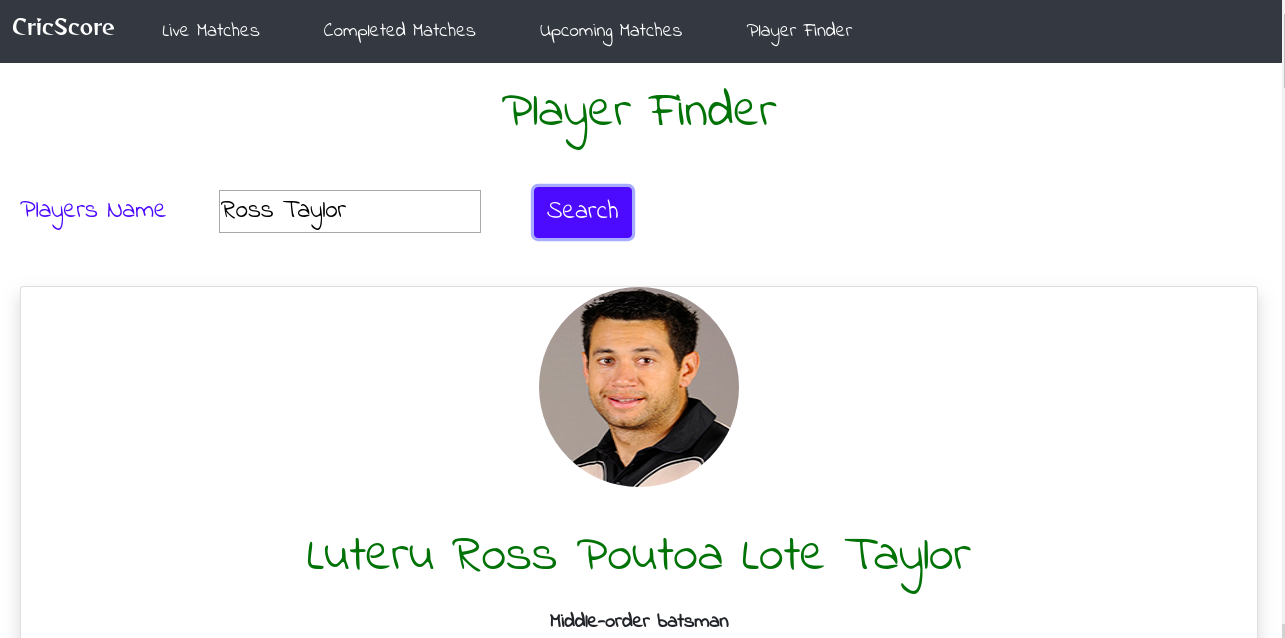 CricScore Live Matches Completed Matches Upcoming Matches Player Finder
Player Finder
Players Name Ross Taylor Search
Luteru Ross Poutoa Lote Taylor
Middle-order batsman